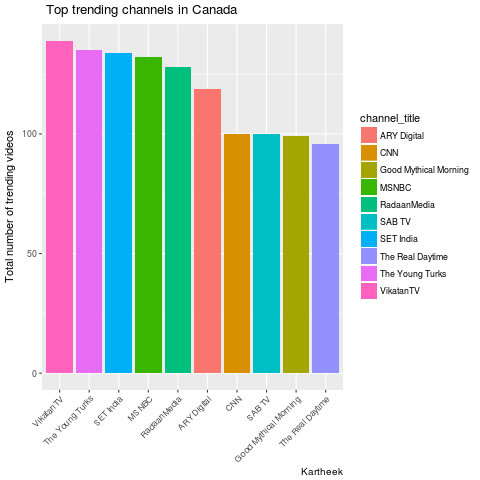 Top trending channels in Canada
Total number of trending videos
100
50
0
VikatanTV
The Young Turks
SET India
MSNBC
RadaanMedia
ARY Digital
CNN
SAB TV
Good Mythical Morning
The Real Daytime
Kartheek
channel_title
ARY Digital
CNN
Good Mythical Morning
MSNBC
RadaanMedia
SAB TV
SET India
The Real Daytime
The Young Turks
VikatanTV